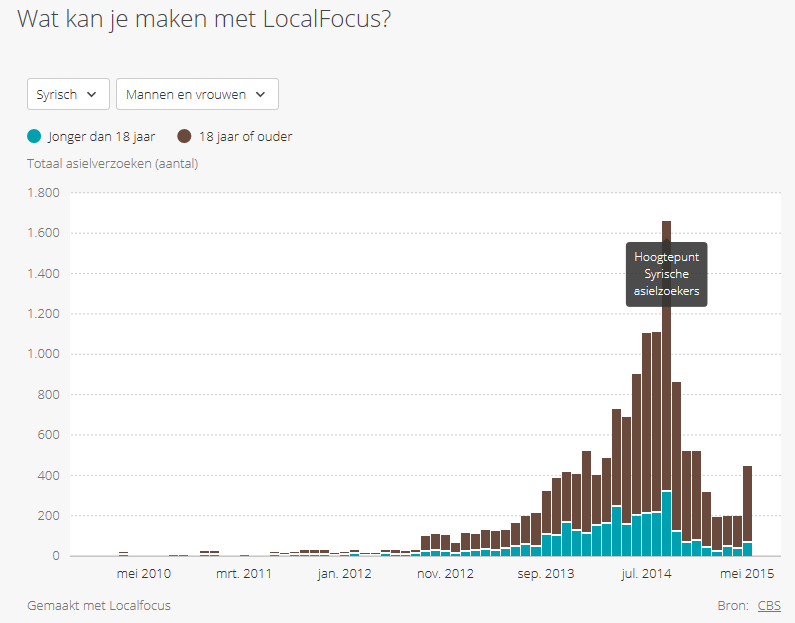 Wat kan je maken met LocalFocus?
Syrisch
Mannen en vrouwen
Jonger dan 18 jaar
18 jaar of ouder
Totaal asielverzoeken (aantal)
1.800
1.600
1.400
1.200
1.000
800
600
400
200
0
Hoogtepunt
Syrische
asielzoekers
mei 2010
mrt. 2011
jan. 2012
nov. 2012
sep. 2013
jul. 2014
mei 2015
Gemaakt met Localfocus
Bron: CBS